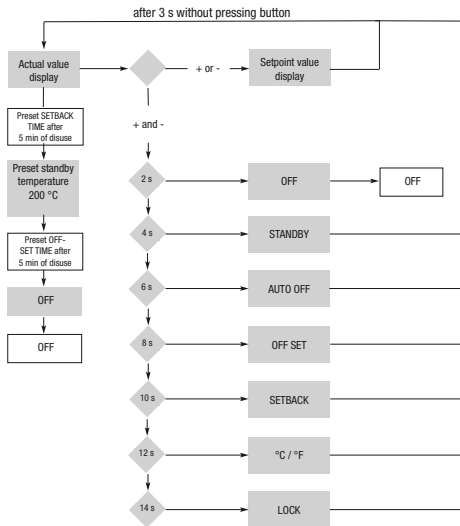 after 3 s without pressing button
Actual value
display
+ or -
Setpoint value
display
Preset SETBACK
TIME after
5 min of disuse
+ and -
Preset standby
temperature
200 °C
2 s
OFF
OFF
Preset OFF-
SET TIME after
5 min of disuse
4 s
STANDBY
OFF
6 s
AUTO OFF
OFF
8 s
OFF SET
10 s
SETBACK
12 s
°C / °F
14 s
LOCK